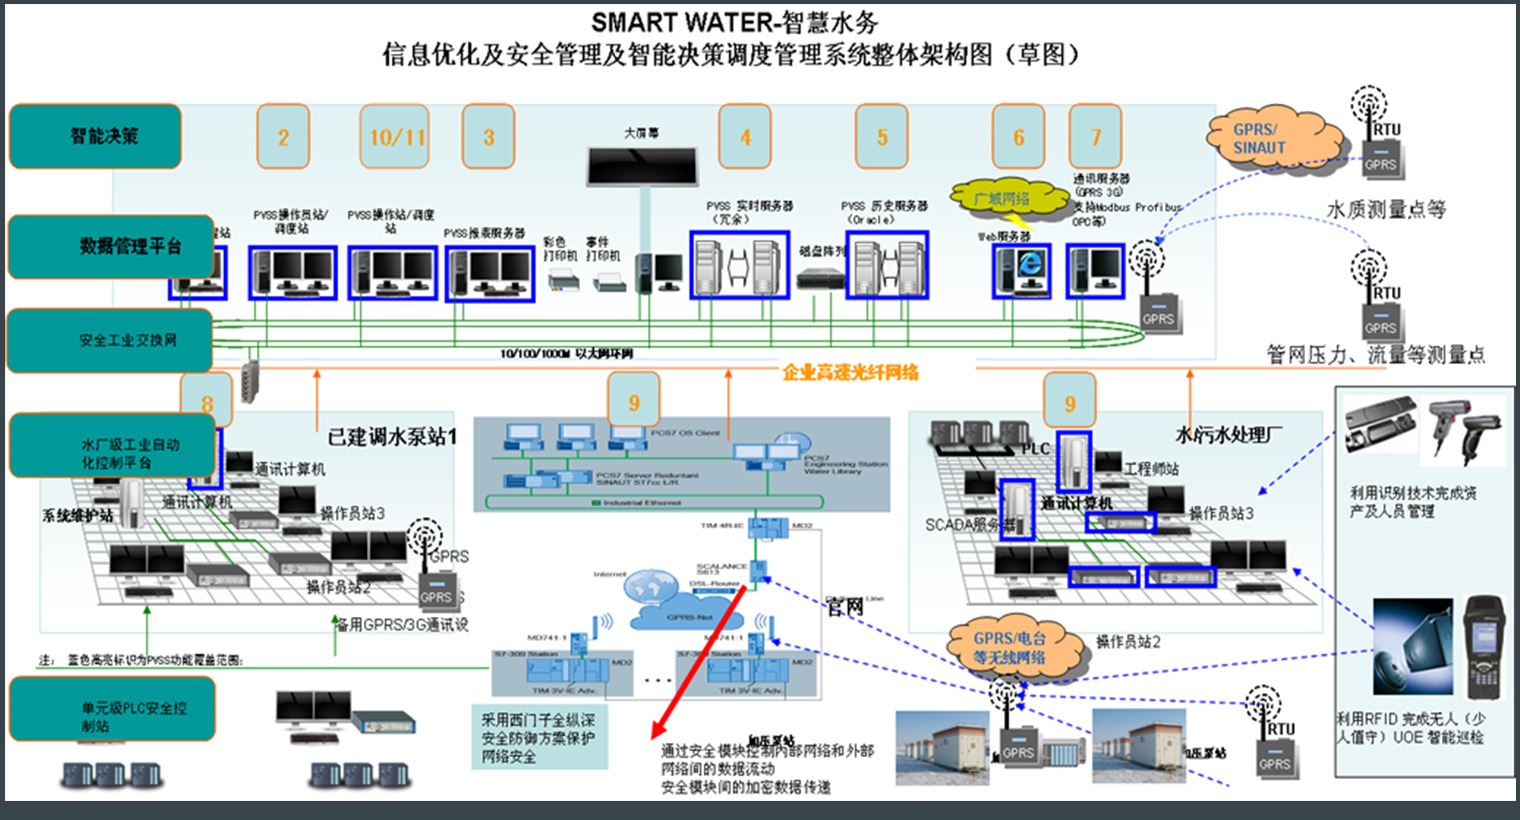 SMART WATER-智慧水务
信息优化及安全管理及智能决策调度管理系统整体架构图（草图）
智能决策
2
10/11
3
大屏幕
4
5
6
7
GPRS/
SINAUT
RTU
GPRS
水质测量点等
数据管理平台
PVSS操作员站/
调度站
PVSS操作站/调度
站
PVSS报表服务器
彩色
打印机
事件
打印机
PVSS 实时服务器
（冗余）
磁盘阵列
PVSS 历史服务器
(Oracle)
广域网络
Web服务器
通讯服务器
(GPRS 3G)
支持Modbus Profibus
OPC等)
GPRS
RTU
GPRS
管网压力、流量等测量点
安全工业交换网
10/100/1000M 以太网环网
企业高速光纤网络
8
9
9
水厂级工业自动
化控制平台
已建调水泵站1
通讯计算机
通讯计算机
系统维护站
操作员站3
操作员站2
GPRS
GPRS
备用GPRS/3G通讯设
PCS7 OS Client
PCS7
Engineering Station
Water Library
PCS7 Server Redundant
SINAUT ST7cc L/R
Industrial Ethernet
TIM 4R-IE
MD2
SCALANCE
S613
DSL-Router
Internet
GPRS-Net
官网
Line
MD741-1
MD741-1
S7-300 Station
MD2
TIM 3V-IE Adv.
S7-300 Station
MD2
TIM 3V-IE Adv.
水/污水处理厂
PLC
工程师站
通讯计算机
SCADA服务器
操作员站3
操作员站2
利用识别技术完成资
产及人员管理
利用RFID 完成无人（少
人值守）UOE 智能巡检
注： 蓝色高亮标识为PVSS功能覆盖范围；
单元级PLC安全控
制站
采用西门子全纵深
安全防御方案保护
网络安全
加压泵站
通过安全模块控制内部网络和外部
网络间的数据流动
安全模块间的加密数据传递
GPRS/电台
等无线网络
GPRS
加压泵站
RTU
GPRS